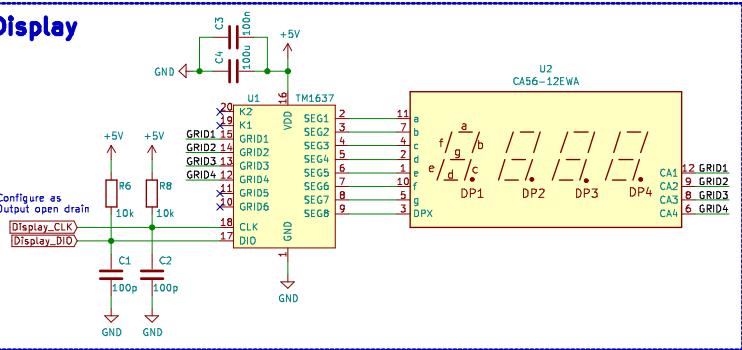 Display
C3
100n
+5V
C4
100u
GND
U2
CA56-12EWA
U1
TM1637
16
VDD
20 K2
19 K1
GRID1 15 GRID1
GRID2 14 GRID2
GRID3 13 GRID3
GRID4 12 GRID4
11 GRID5
10 GRID6
18 CLK
17 DIO
GND
1
GND
SEG1 2
SEG2 3
SEG3 4
SEG4 5
SEG5 6
SEG6 7
SEG7 8
SEG8 9
11 a
7 b
4 c
2 d
1 e
10 f
5 g
3 DPX
a
f b
g
e c
d
DP1 DP2 DP3 DP4
CA1 12 GRID1
CA2 9 GRID2
CA3 8 GRID3
CA4 6 GRID4
+5V +5V
R6 R8
10k 10k
Configure as
Output open drain
Display_CLK
Display_DIO
C1 C2
100p 100p
GND GND